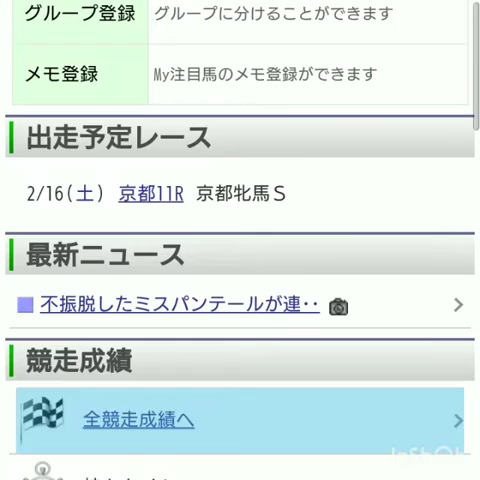 グループ登録 グループに分けることができます
メモ登録 My注目馬のメモ登録ができます
出走予定レース
2/16(土) 京都11R 京都牝馬S
最新ニュース
不振脱したミスパンテールが連‥
競走成績
全競走成績へ
InShOt